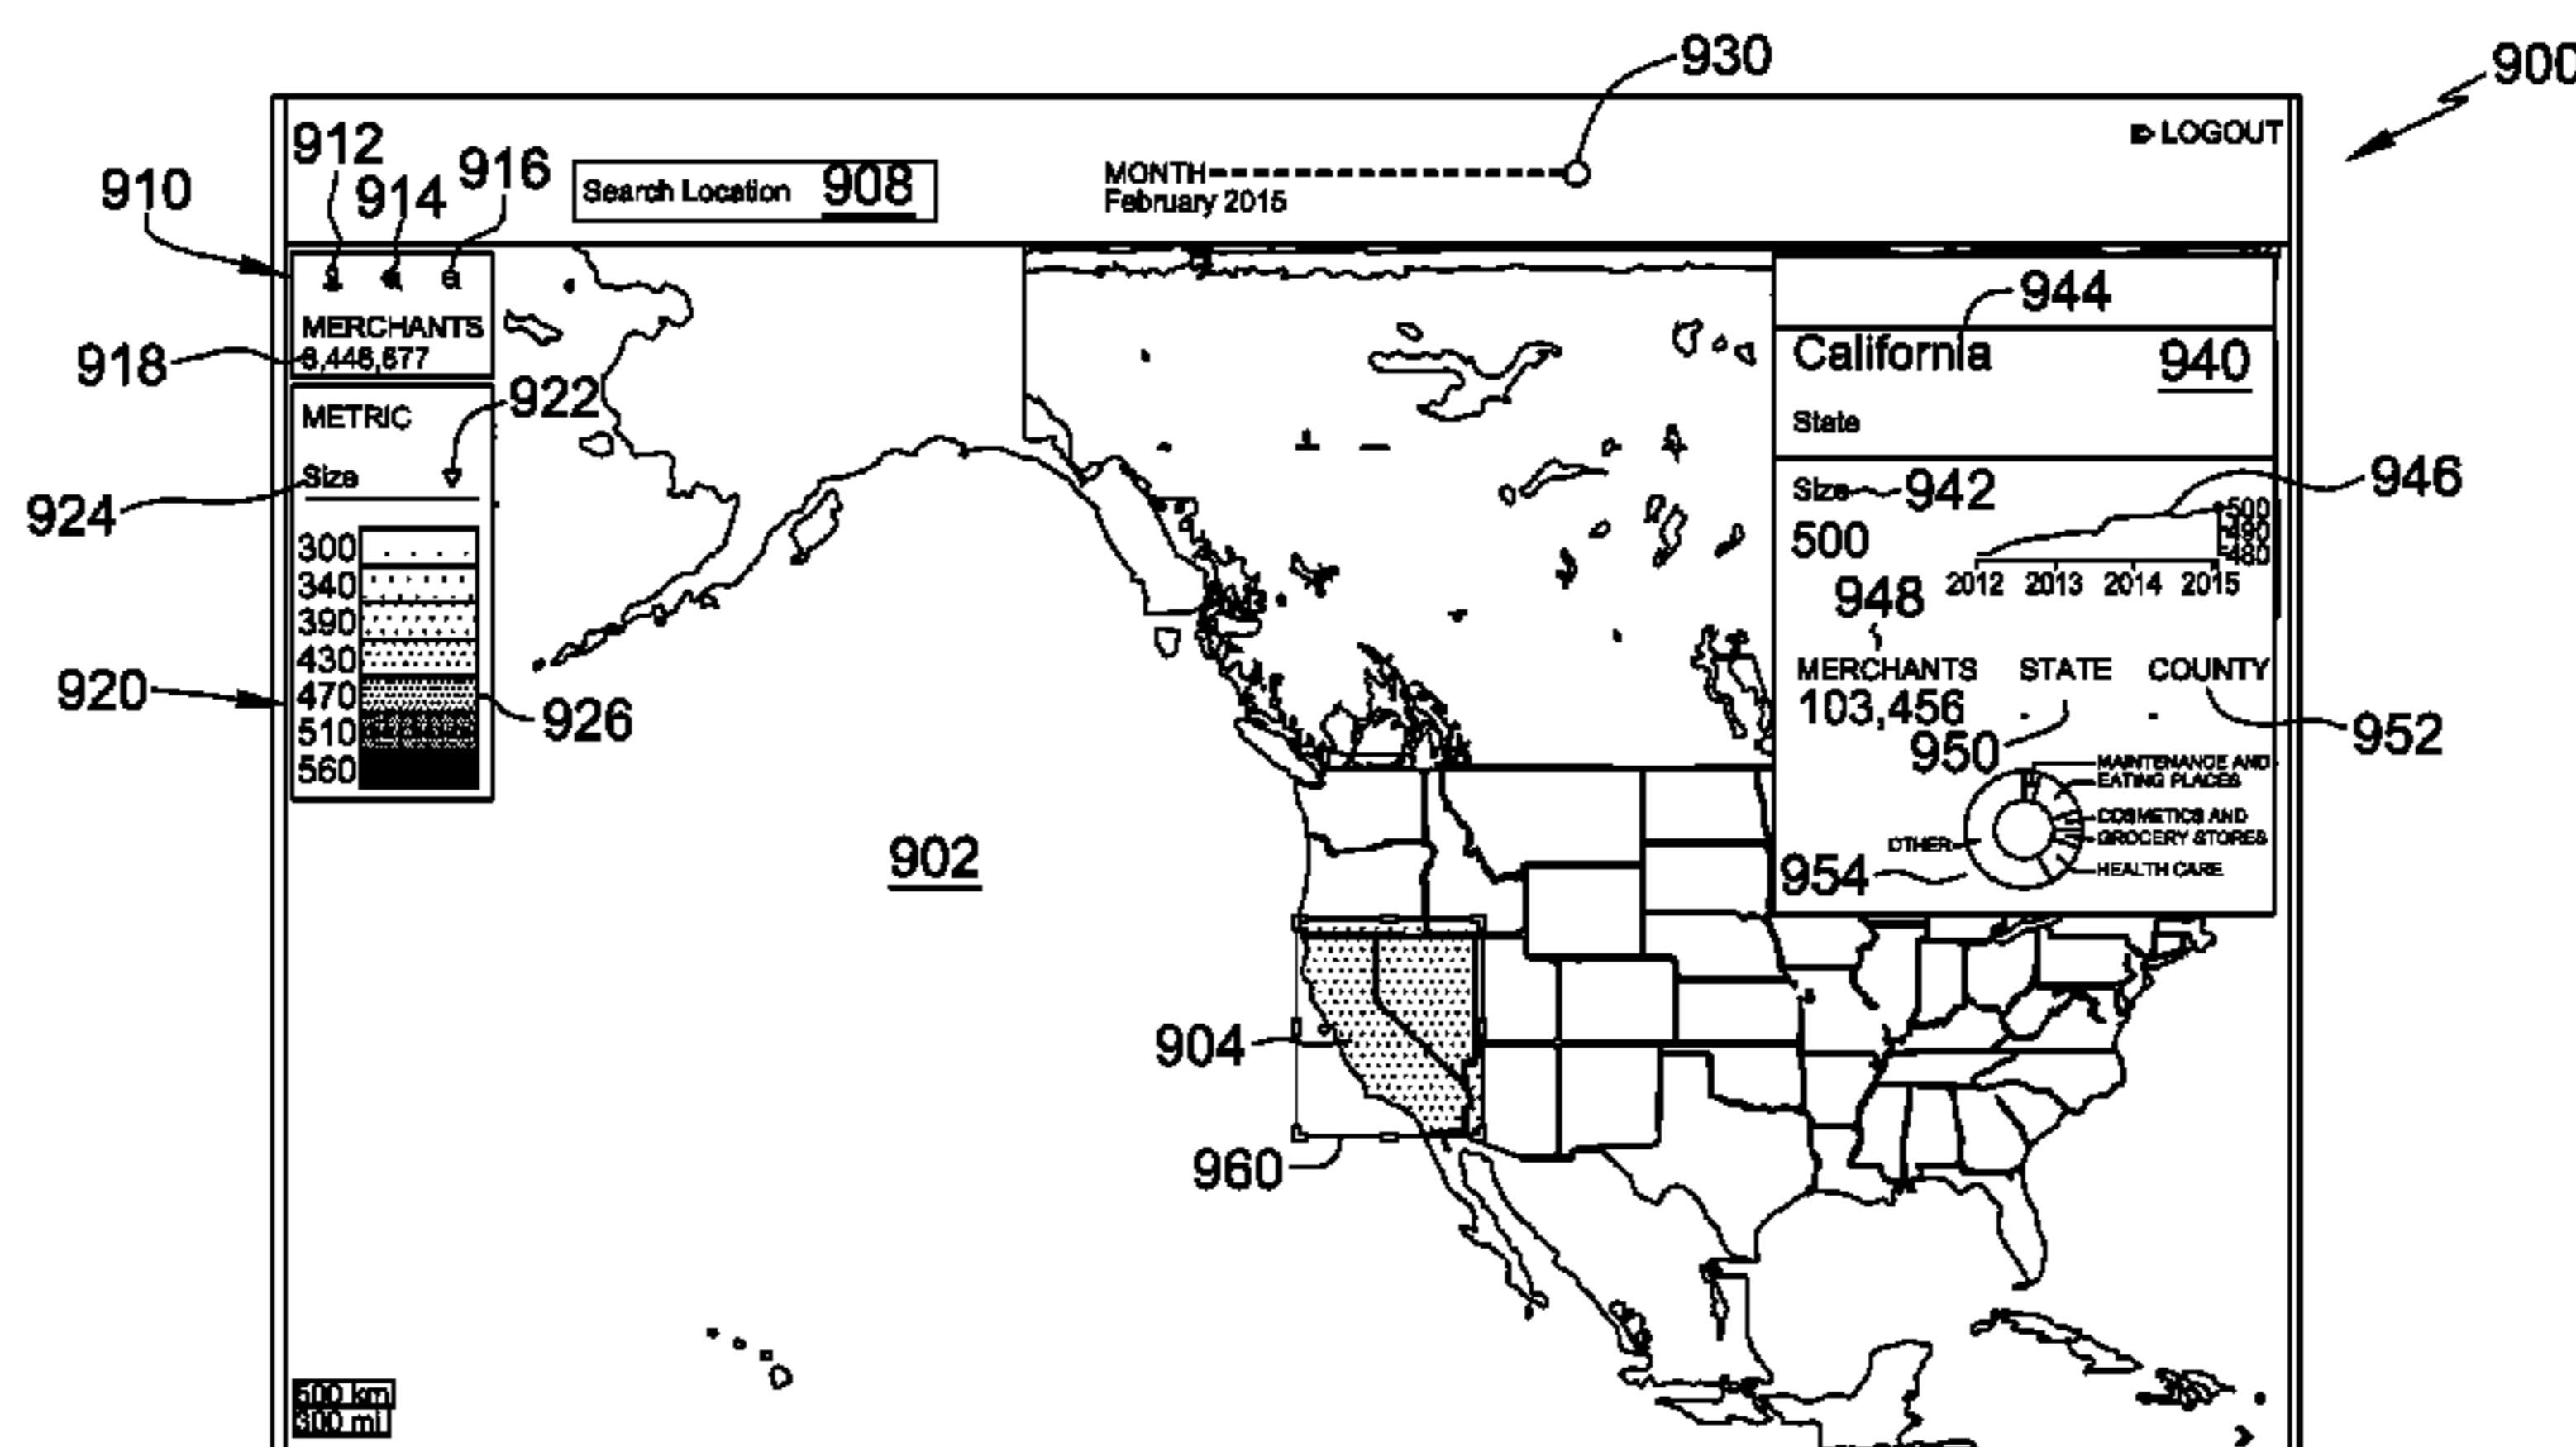 930
900
LOGOUT
912
916
910
914
Search Location 908
MONTH
February 2015
944
MERCHANTS
918
California 940
922
METRIC
State
Size
924
Size 942
946
500
500
490
480
300
340
390
430
470
510
560
2012 2013 2014 2015
948
920
926
MERCHANTS STATE COUNTY
103,456
950
952
MAINTENANCE AND
EATING PLACES
COSMETICS AND
GROCERY STORES
OTHER
HEALTH CARE
954
902
904
960
500 km
300 mi